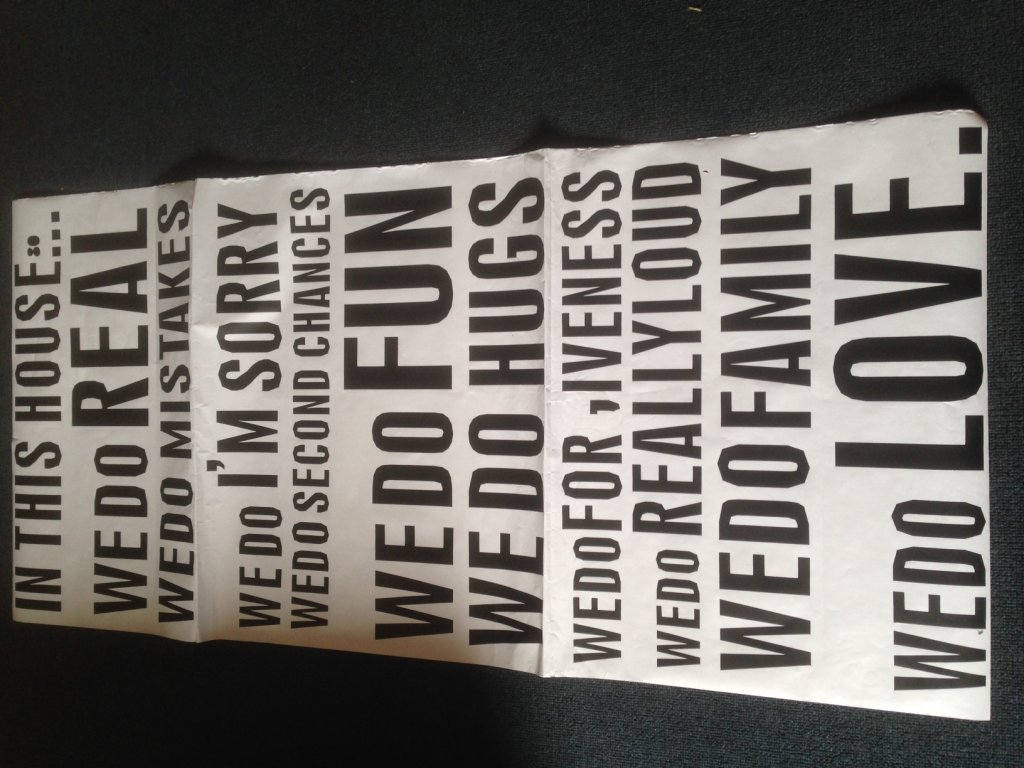 IN THIS HOUSE....
WE DO REAL
WE DO MISTAKES
WE DO I'M SORRY
WE DO SECOND CHANCES
WE DO FUN
WE DO HUGS
WE DO FOR ,IVENESS
WE DO REALLY LOUD
WE DO FAMILY
WE DO LOVE.